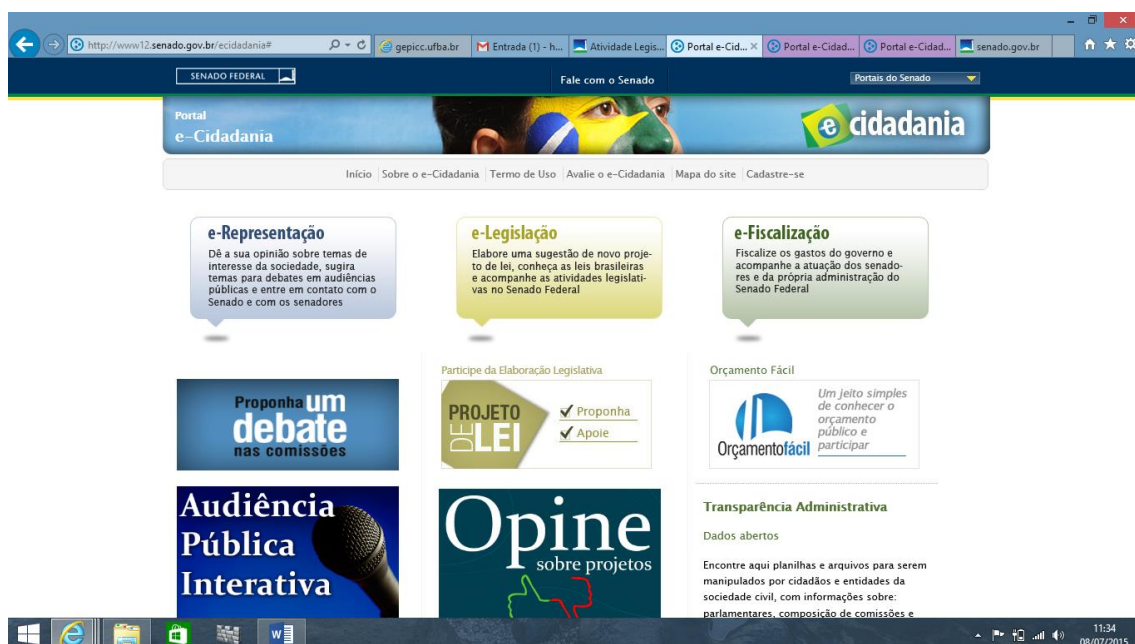 http://www12.senado.gov.br/ecidadania#
gepicc.ufba.br
Entrada (1) - h...
Atividade Legis...
Portal e-Cid...
Portal e-Cidad...
Portal e-Cidad...
senado.gov.br
SENADO FEDERAL
Fale com o Senado
Portais do Senado
Portal
e-Cidadania
e cidadania
Início
Sobre o e-Cidadania
Termo de Uso
Avalie o e-Cidadania
Mapa do site
Cadastre-se
e-Representação
Dê a sua opinião sobre temas de
interesse da sociedade, sugira
temas para debates em audiências
públicas e entre em contato com o
Senado e com os senadores
e-Legislação
Elabore uma sugestão de novo proje-
to de lei, conheça as leis brasileiras
e acompanhe as atividades legislati-
vas no Senado Federal
e-Fiscalização
Fiscalize os gastos do governo e
acompanhe a atuação dos senado-
res e da própria administração do
Senado Federal
Proponha um
debate
nas comissões
Audiência
Pública
Interativa
Participe da Elaboração Legislativa
PROJETO
DE LEI
Proponha
Apoie
Opine
sobre projetos
Orçamento Fácil
Orçamentofácil
Um jeito simples
de conhecer o
orçamento
público e
participar
Transparência Administrativa
Dados abertos
Encontre aqui planilhas e arquivos para serem
manipulados por cidadãos e entidades da
sociedade civil, com informações sobre:
parlamentares, composição de comissões e
11:34
08/07/2015